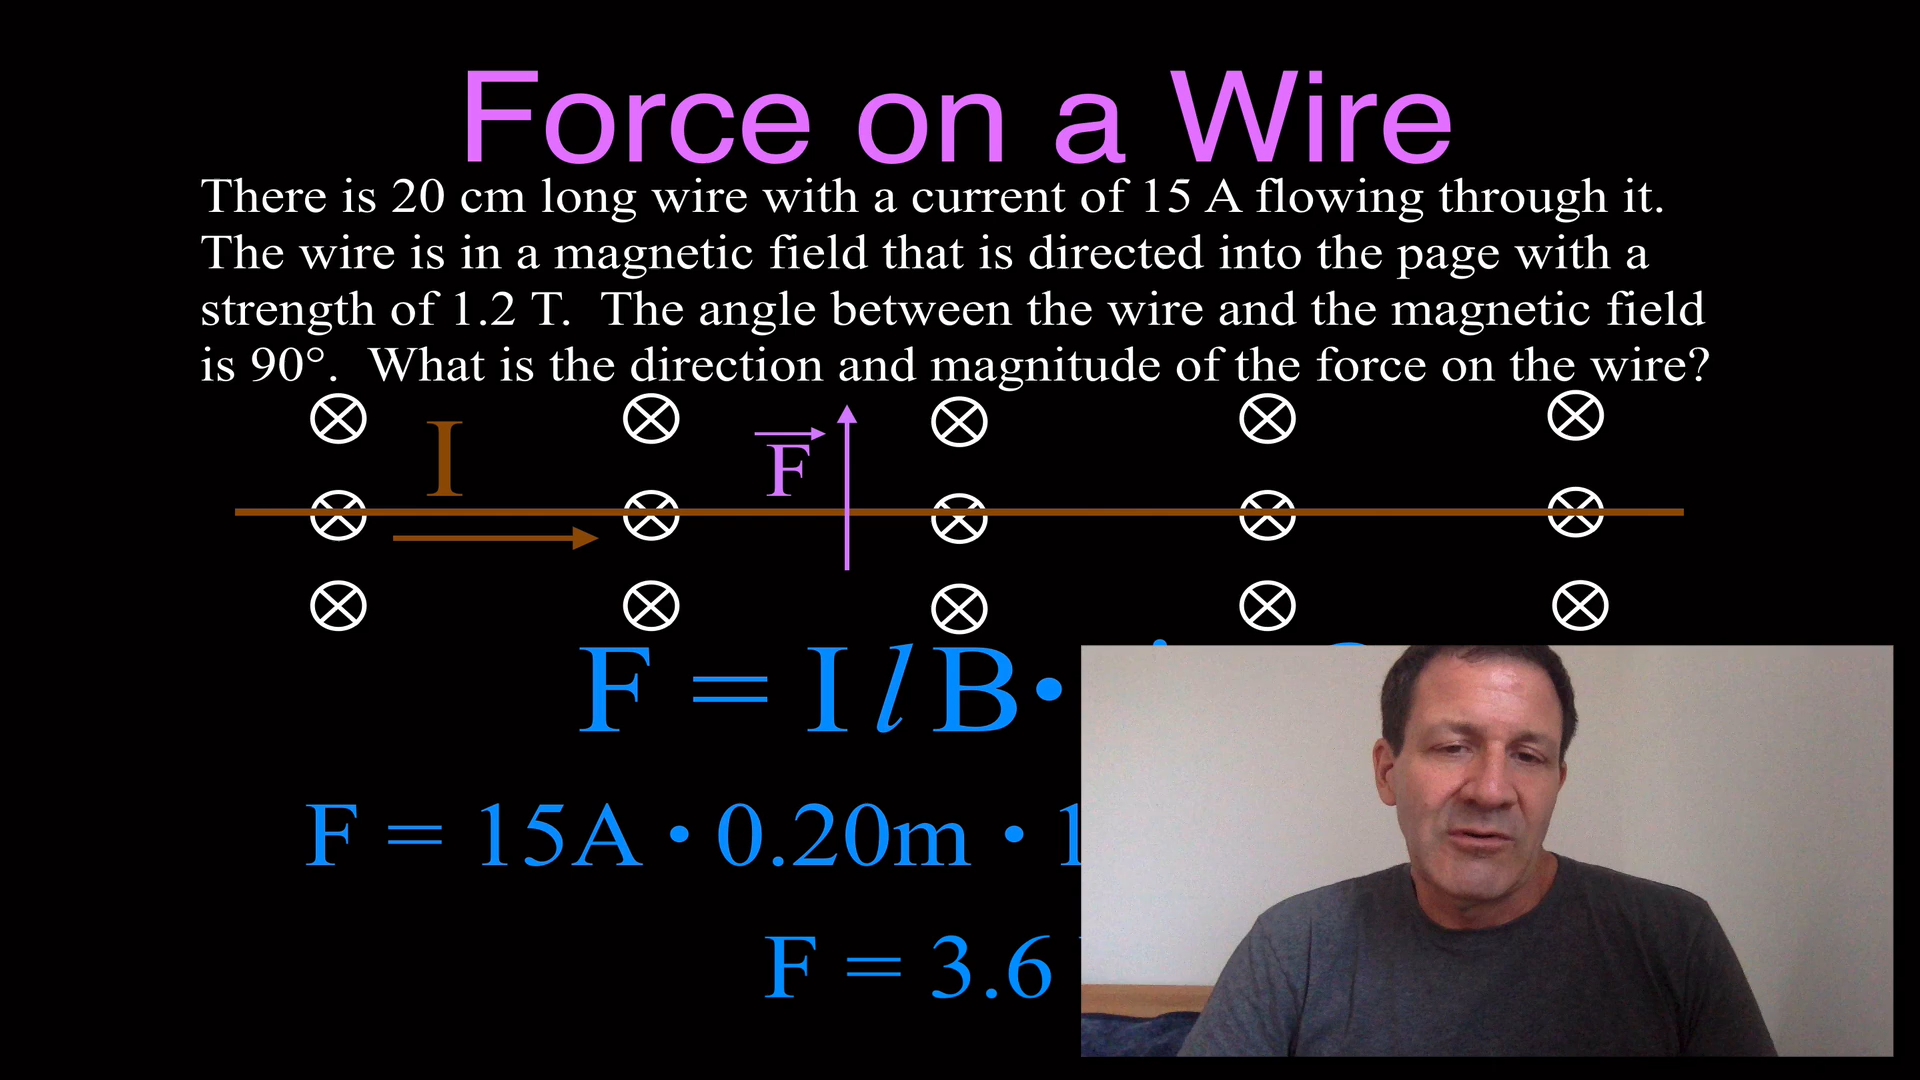 Force on a Wire
There is 20 cm long wire with a current of 15 A flowing through it.
The wire is in a magnetic field that is directed into the page with a
strength of 1.2 T. The angle between the wire and the magnetic field
is 90°. What is the direction and magnitude of the force on the wire?
I
F
F = I l B•
F = 15A • 0.20m • 1
F = 3.6